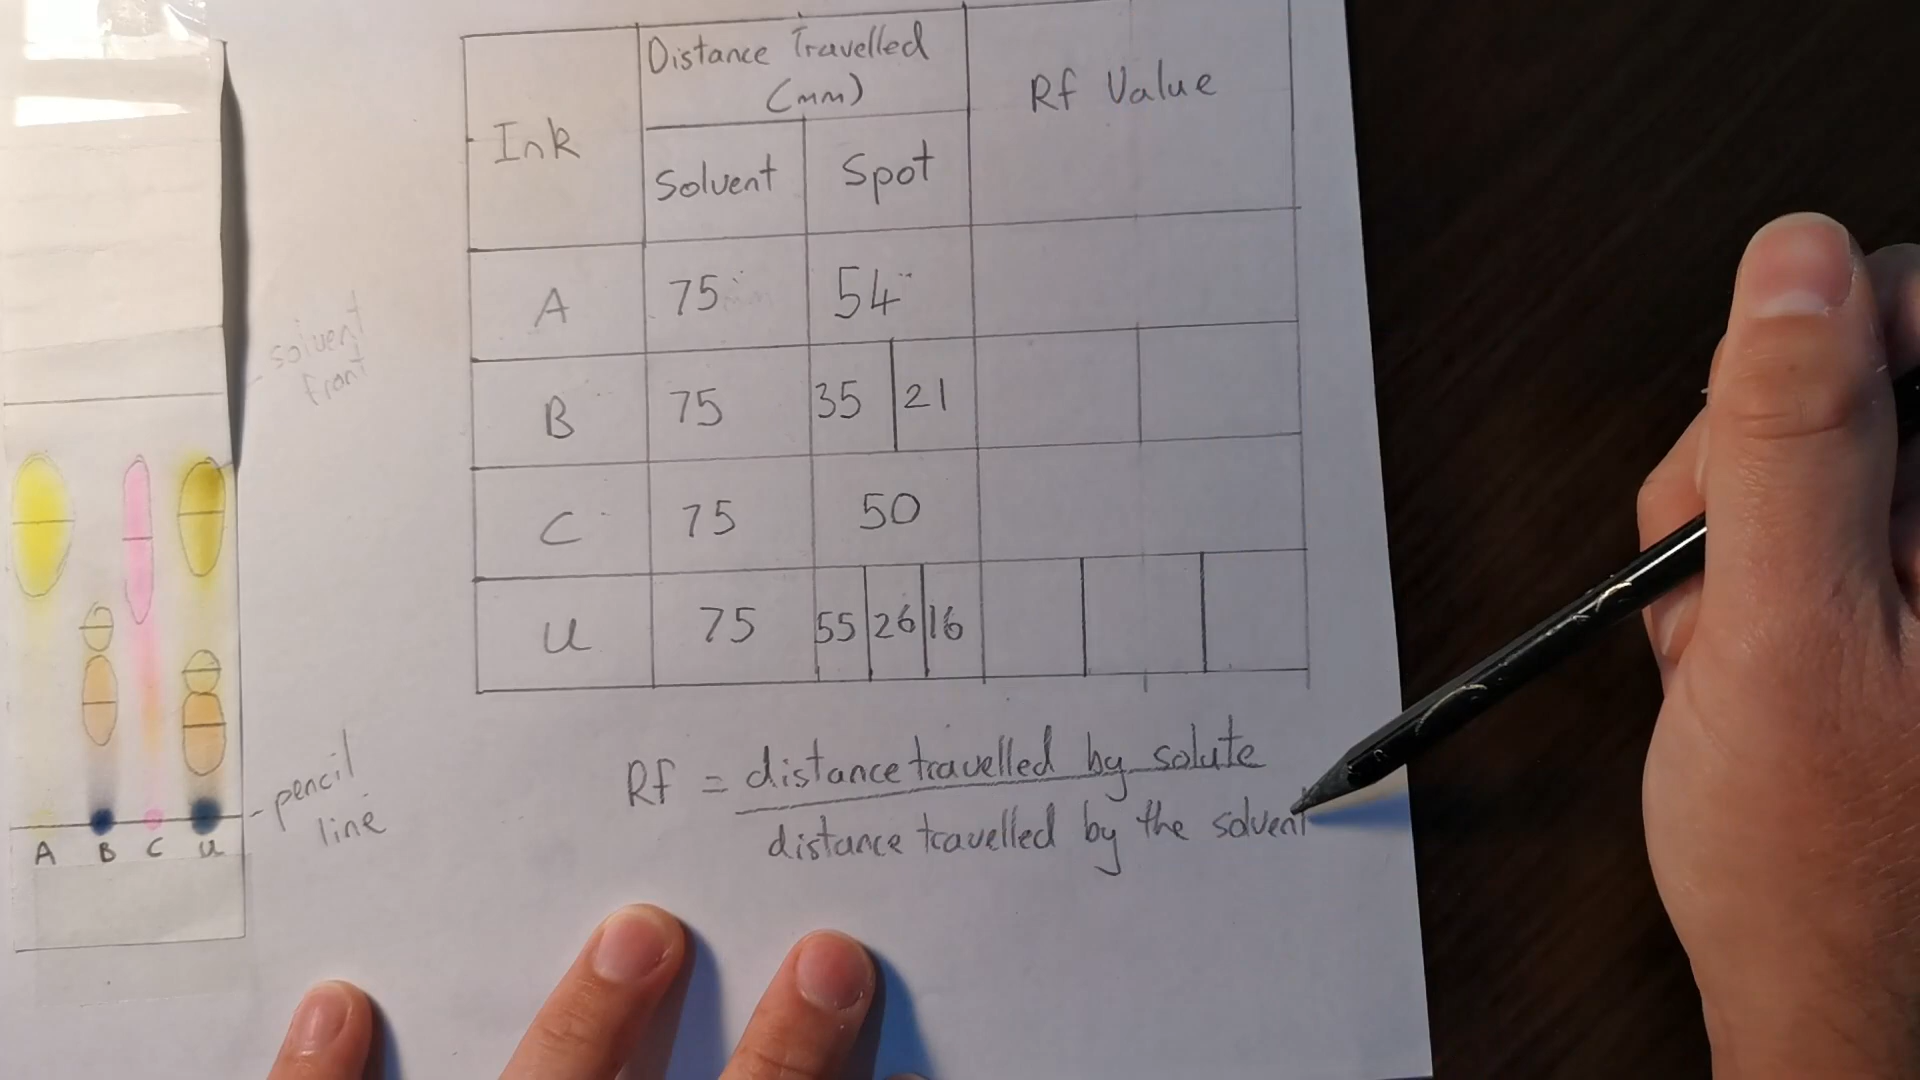 Ink
Distance Travelled
(mm)
Rf Value
Solvent
Spot
A
75
54
B
75
35
21
C
75
50
U
75
55
26
16
solvent
front
pencil
line
A B C U
Rf = distance travelled by solute
distance travelled by the solvent